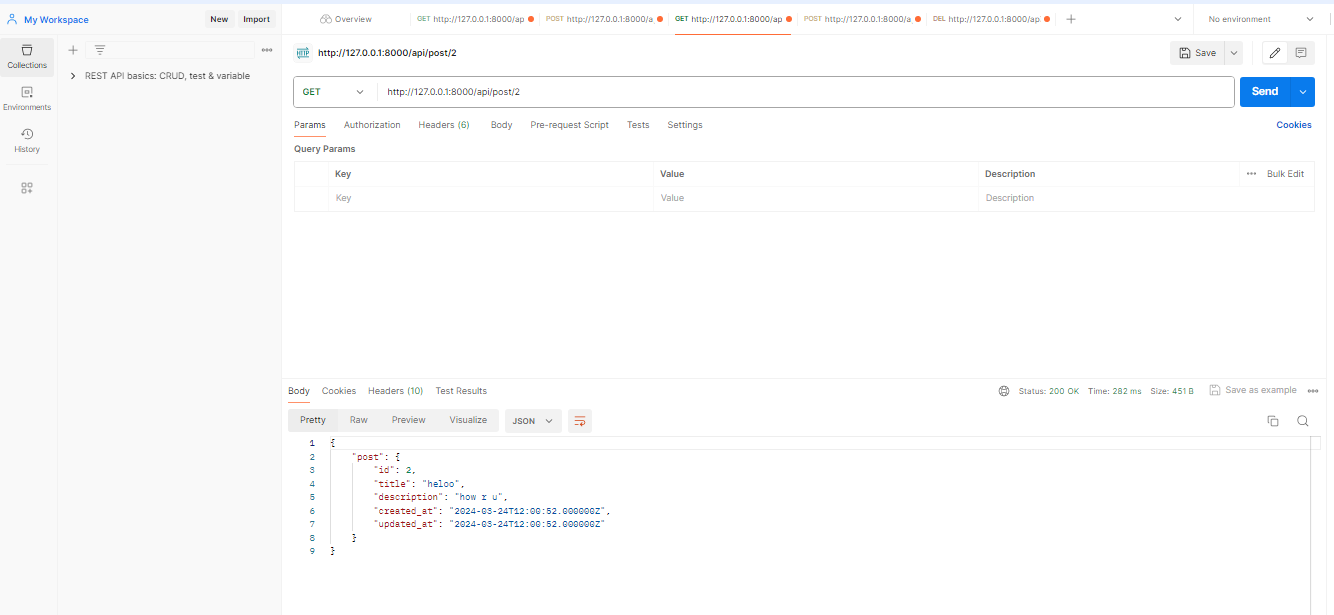 My Workspace
New
Import
Overview
GET http://127.0.0.1:8000/ap
POST http://127.0.0.1:8000/a
GET http://127.0.0.1:8000/ap
POST http://127.0.0.1:8000/a
DEL http://127.0.0.1:8000/ap
No environment
Collections
Environments
History
REST API basics: CRUD, test & variable
HTTP
http://127.0.0.1:8000/api/post/2
Save
GET
http://127.0.0.1:8000/api/post/2
Send
Params
Authorization
Headers (6)
Body
Pre-request Script
Tests
Settings
Cookies
Query Params
Key
Value
Description
Bulk Edit
Key
Value
Description
Body
Cookies
Headers (10)
Test Results
Status: 200 OK
Time: 282 ms
Size: 451 B
Save as example
Pretty
Raw
Preview
Visualize
JSON
1 {
2 "post": {
3 "id": 2,
4 "title": "heloo",
5 "description": "how r u",
6 "created_at": "2024-03-24T12:00:52.000000Z",
7 "updated_at": "2024-03-24T12:00:52.000000Z"
8 }
9 }